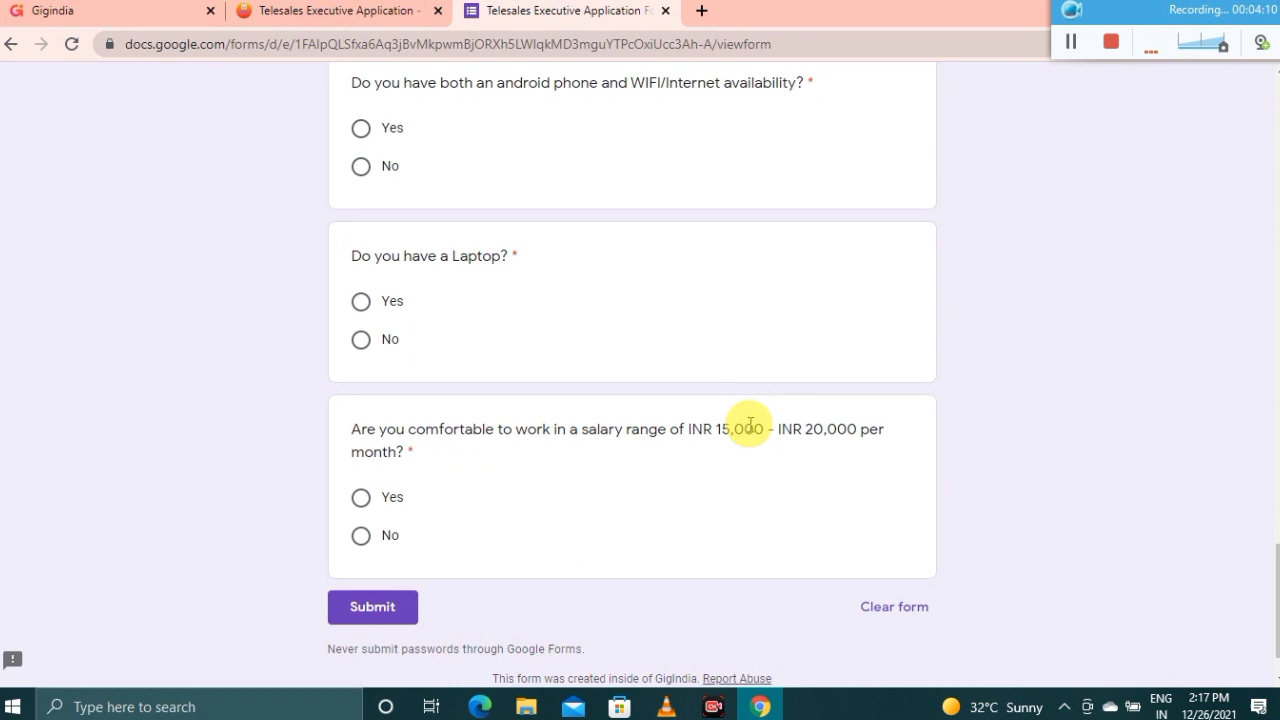 Gigindia
Telesales Executive Application -
Telesales Executive Application Fo
Recording... 00:04:10
docs.google.com/forms/d/e/1FAIpQLSfxa6Aq3jBvMkpwmBjORXh5LWIqkMD3mguYTPcOxiUcc3Ah-A/viewform
Do you have both an android phone and WIFI/Internet availability? *
Yes
No
Do you have a Laptop? *
Yes
No
Are you comfortable to work in a salary range of INR 15,000 - INR 20,000 per
month? *
Yes
No
Submit
Clear form
Never submit passwords through Google Forms.
This form was created inside of GigIndia. Report Abuse
Type here to search
32°C Sunny
ENG
IN
2:17 PM
12/26/2021